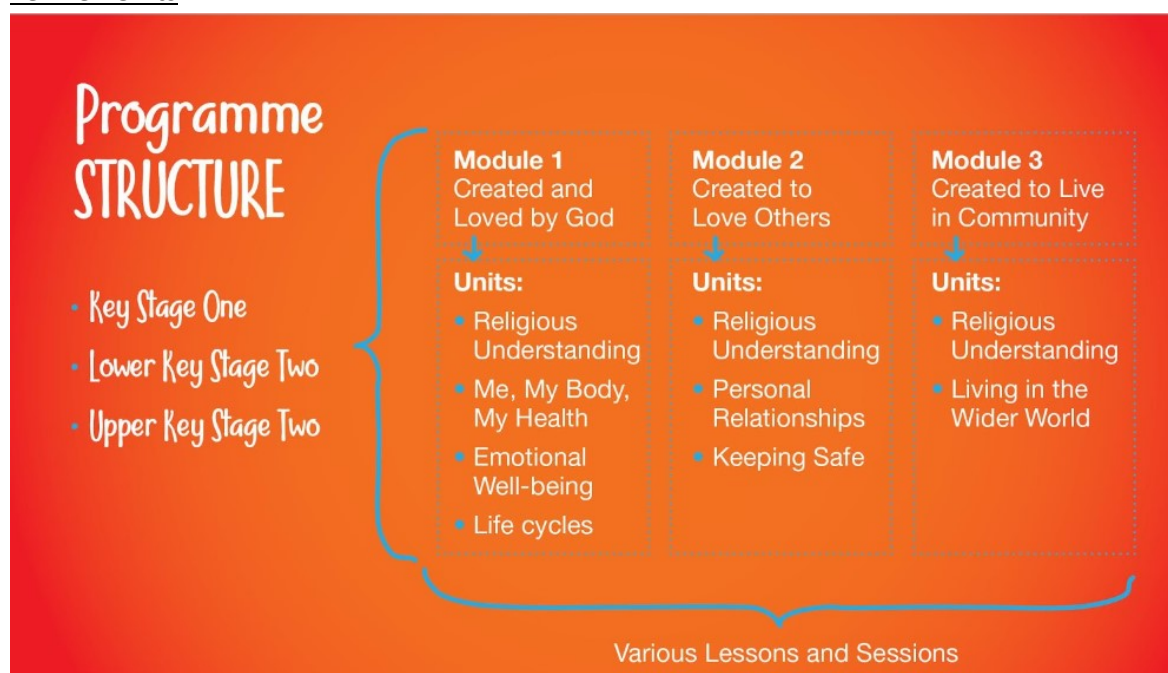 Programme
STRUCTURE
• Key Stage One
• Lower Key Stage Two
• Upper Key Stage Two
Module 1
Created and
Loved by God
Units:
• Religious
Understanding
• Me, My Body,
My Health
• Emotional
Well-being
• Life cycles
Module 2
Created to
Love Others
Units:
• Religious
Understanding
• Personal
Relationships
• Keeping Safe
Module 3
Created to Live
in Community
Units:
• Religious
Understanding
• Living in the
Wider World
Various Lessons and Sessions